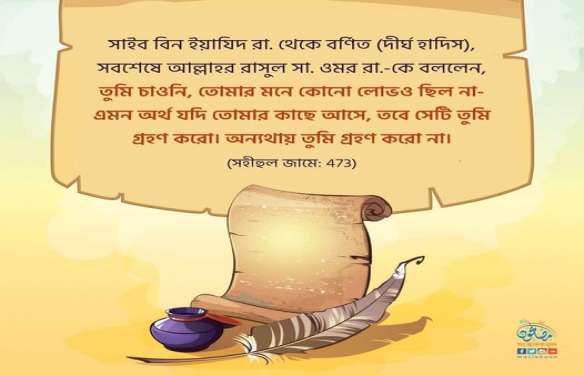 সাইব বিন ইয়াযিদ রা. থেকে বর্ণিত (দীর্ঘ হাদিস),
সবশেষে আল্লাহর রাসুল সা. ওমর রা.-কে বললেন,
তুমি চাওনি, তোমার মনে কোনো লোভও ছিল না-
এমন অর্থ যদি তোমার কাছে আসে, তবে সেটি তুমি
গ্রহণ করো। অন্যথায় তুমি গ্রহণ করো না।
(সহীহুল জামে: 473)